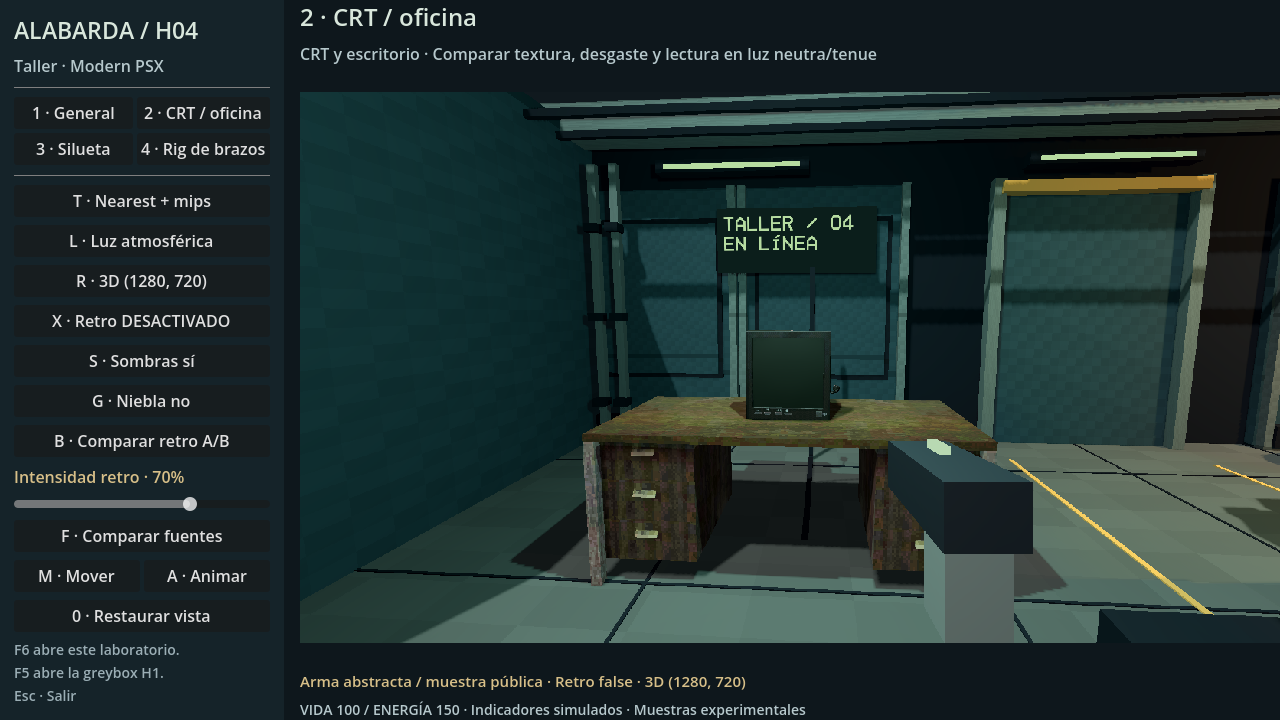 ALABARDA / H04
Taller · Modern PSX
1 · General
2 · CRT / oficina
3 · Silueta
4 · Rig de brazos
T · Nearest + mips
L · Luz atmosférica
R · 3D (1280, 720)
X · Retro DESACTIVADO
S · Sombras sí
G · Niebla no
B · Comparar retro A/B
Intensidad retro · 70%
F · Comparar fuentes
M · Mover
A · Animar
0 · Restaurar vista
F6 abre este laboratorio.
F5 abre la greybox H1.
Esc · Salir
2 · CRT / oficina
CRT y escritorio · Comparar textura, desgaste y lectura en luz neutra/tenue
TALLER / 04
EN LíNEA
Arma abstracta / muestra pública · Retro false · 3D (1280, 720)
VIDA 100 / ENERGÍA 150 · Indicadores simulados · Muestras experimentales